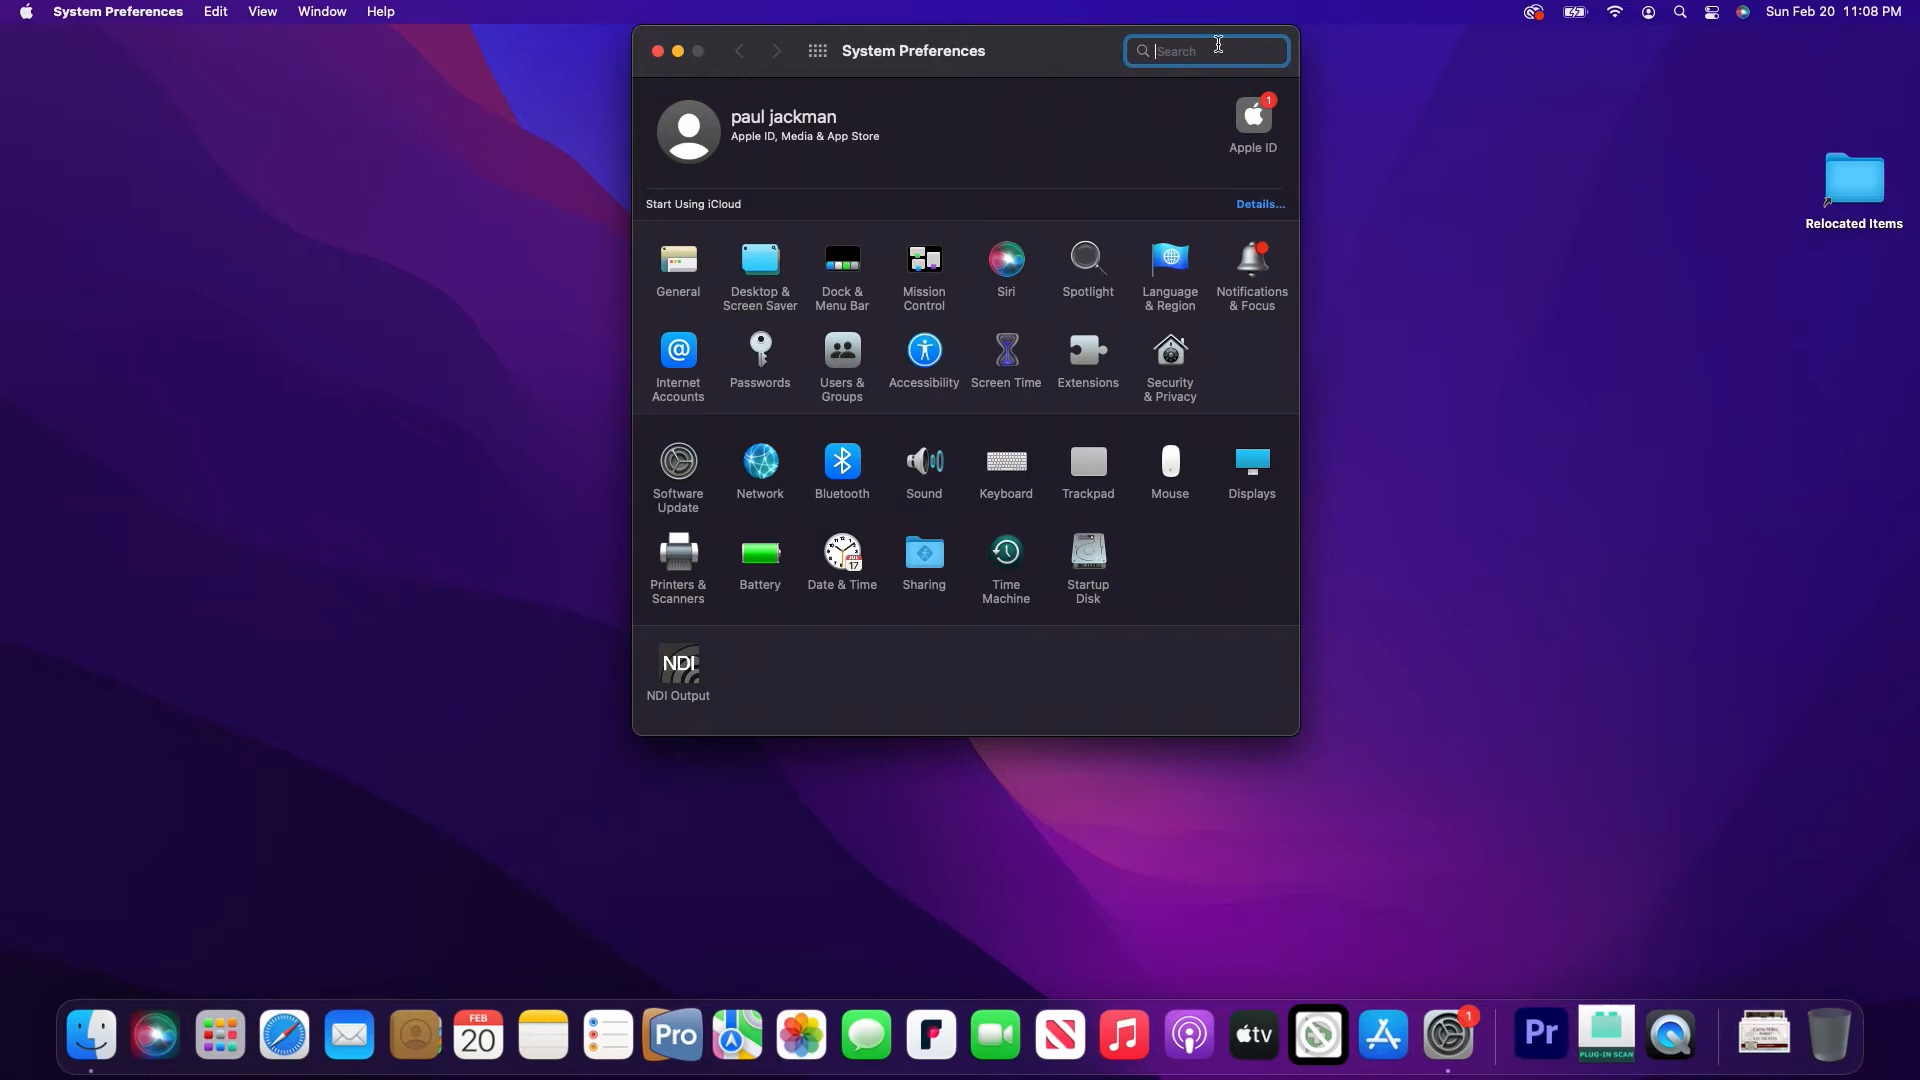 System Preferences Edit View Window Help
Sun Feb 20 11:08 PM
System Preferences
Search
paul jackman
Apple ID, Media & App Store
1
Apple ID
Start Using iCloud
Details...
General
Desktop &
Screen Saver
Dock &
Menu Bar
Mission
Control
Siri
Spotlight
Language
& Region
Notifications
& Focus
Internet
Accounts
Passwords
Users &
Groups
Accessibility
Screen Time
Extensions
Security
& Privacy
Software
Update
Network
Bluetooth
Sound
Keyboard
Trackpad
Mouse
Displays
Printers &
Scanners
Battery
17
Date & Time
Sharing
Time
Machine
Startup
Disk
NDI
NDI Output
Relocated Items
FEB
20
Pro
tv
1
Pr
PLUG-IN SCAN